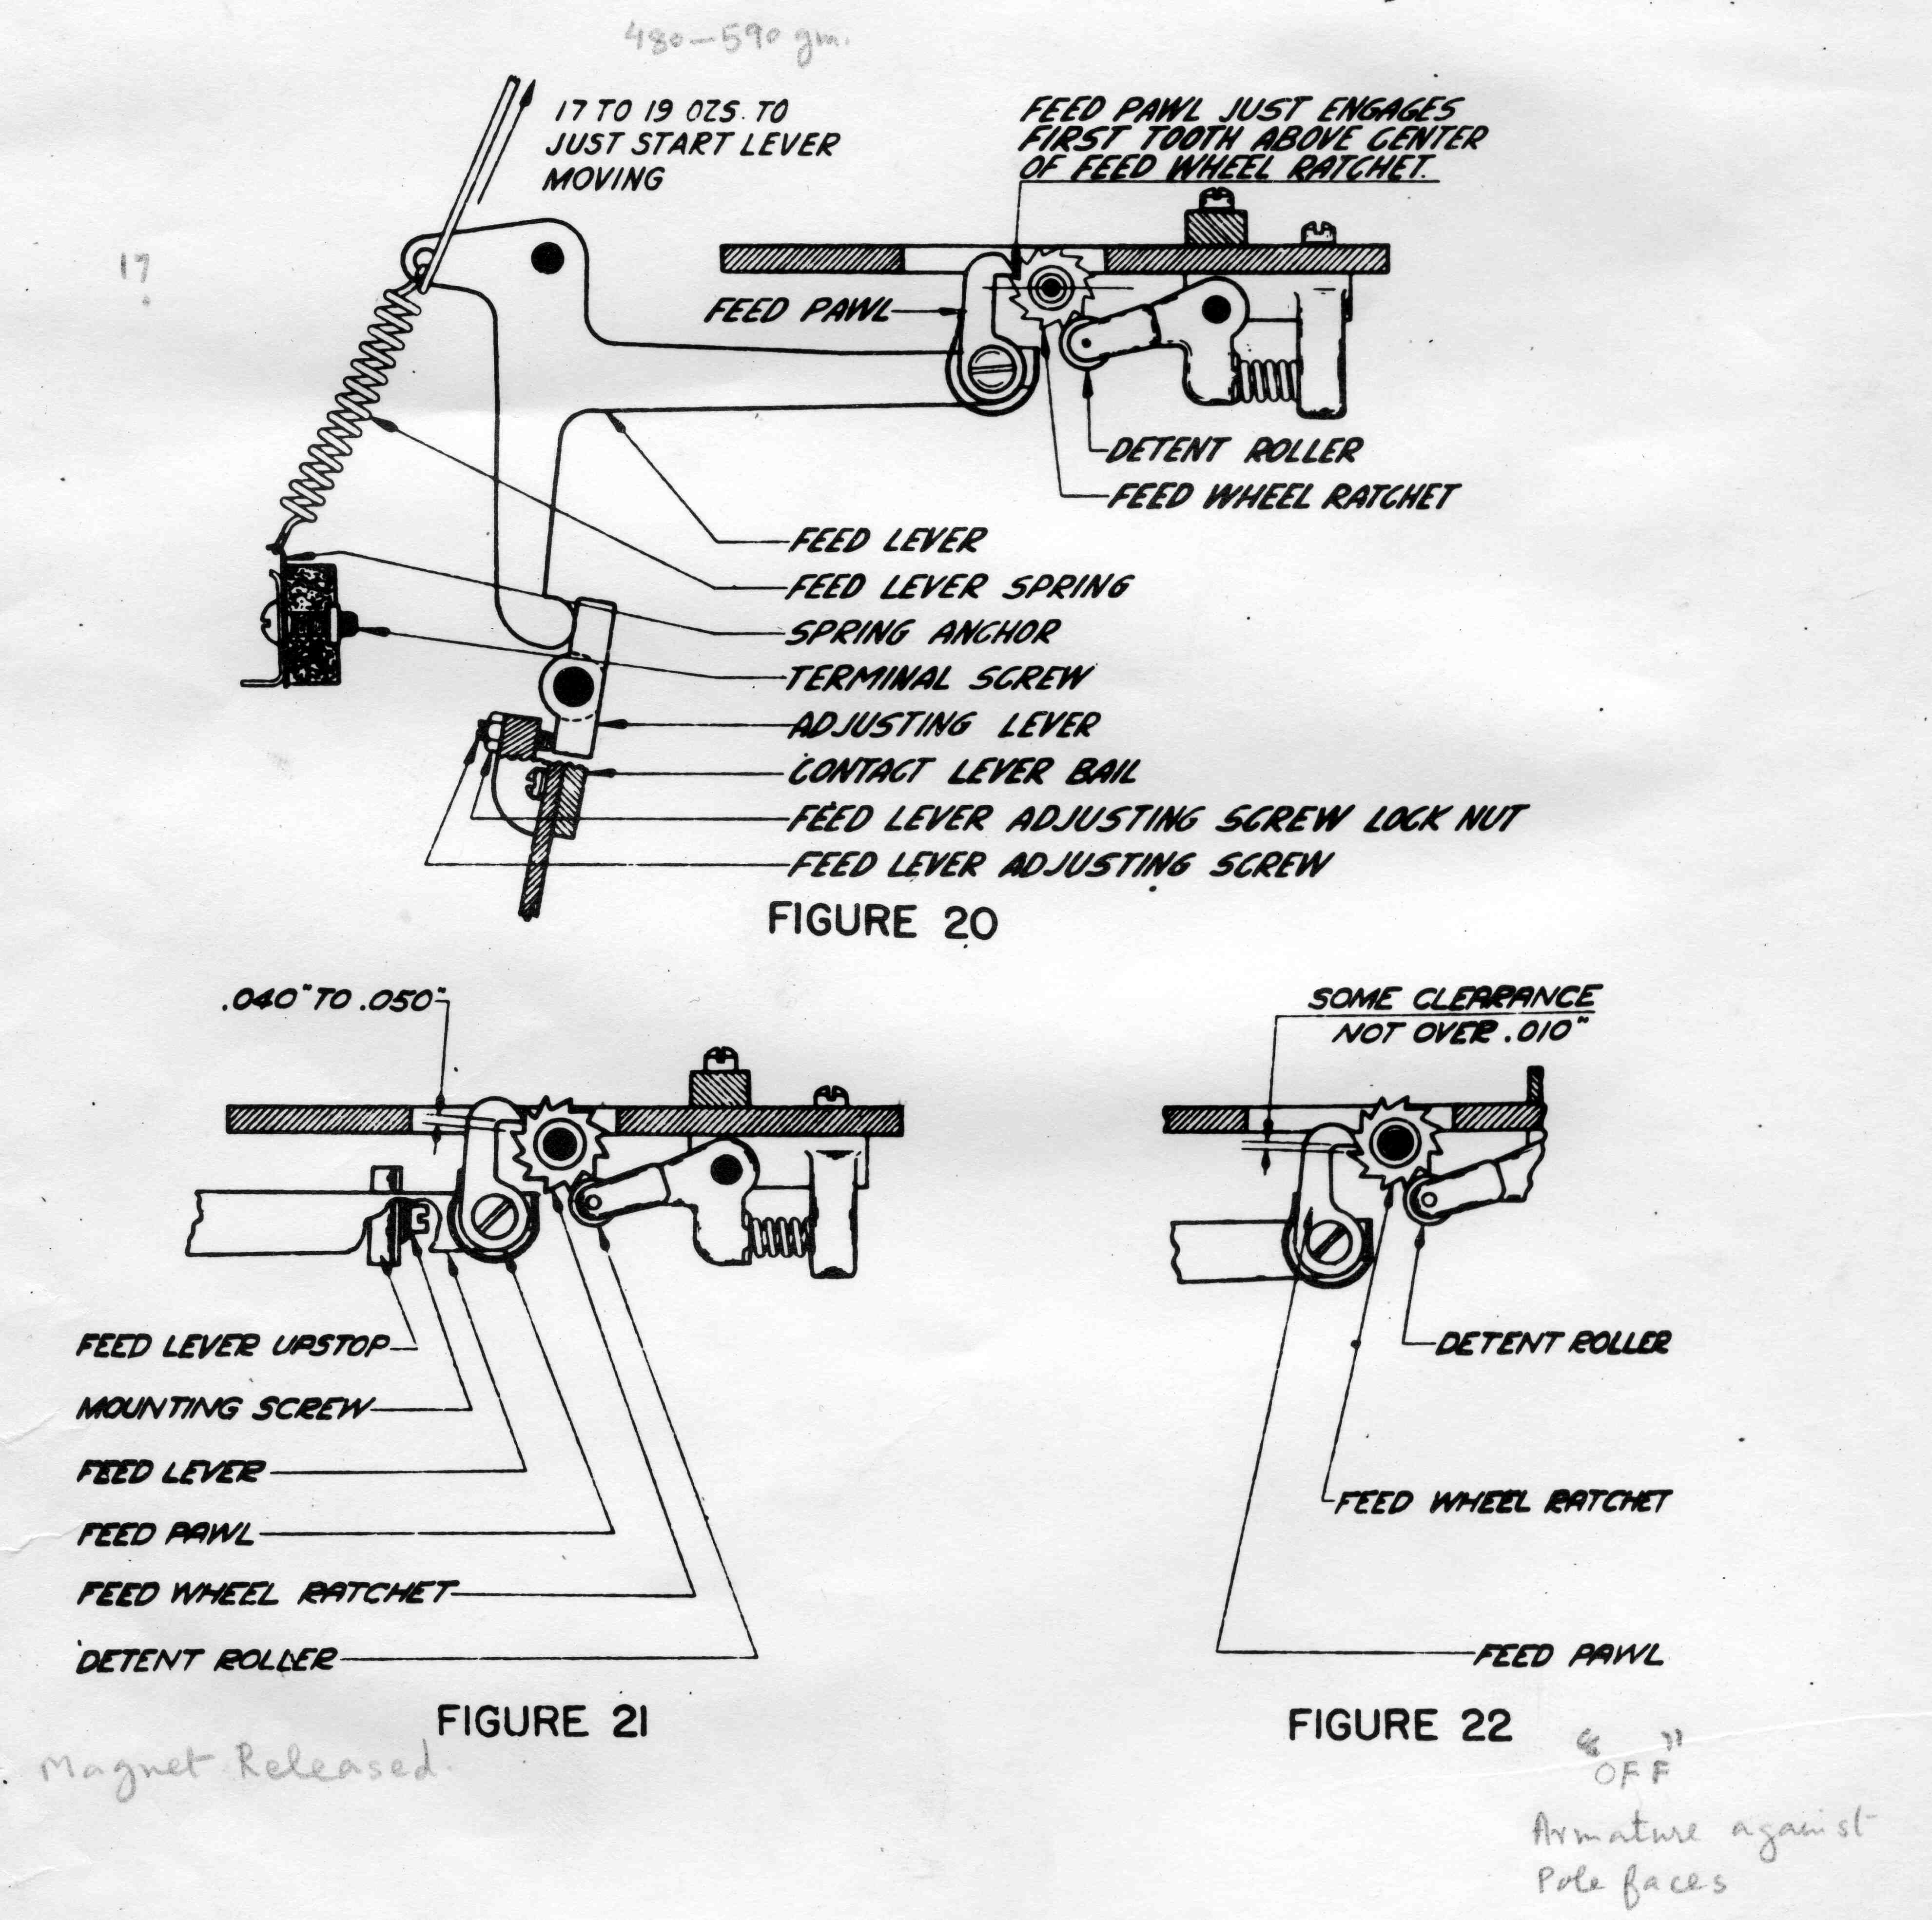 480-590 gm.
17 TO 19 OZS. TO
JUST START LEVER
MOVING
FEED PAWL JUST ENGAGES
FIRST TOOTH ABOVE CENTER
OF FEED WHEEL RATCHET.
17
FEED PAWL
DETENT ROLLER
FEED WHEEL RATCHET
FEED LEVER
FEED LEVER SPRING
SPRING ANCHOR
TERMINAL SCREW
ADJUSTING LEVER
CONTACT LEVER BAIL
FEED LEVER ADJUSTING SCREW LOCK NUT
FEED LEVER ADJUSTING SCREW
FIGURE 20
.040" TO .050"
FEED LEVER UPSTOP
MOUNTING SCREW
FEED LEVER
FEED PAWL
FEED WHEEL RATCHET
DETENT ROLLER
FIGURE 21
Magnet Released.
SOME CLEARANCE
NOT OVER .010"
DETENT ROLLER
FEED WHEEL RATCHET
FEED PAWL
FIGURE 22
"OFF"
Armature against
Pole faces